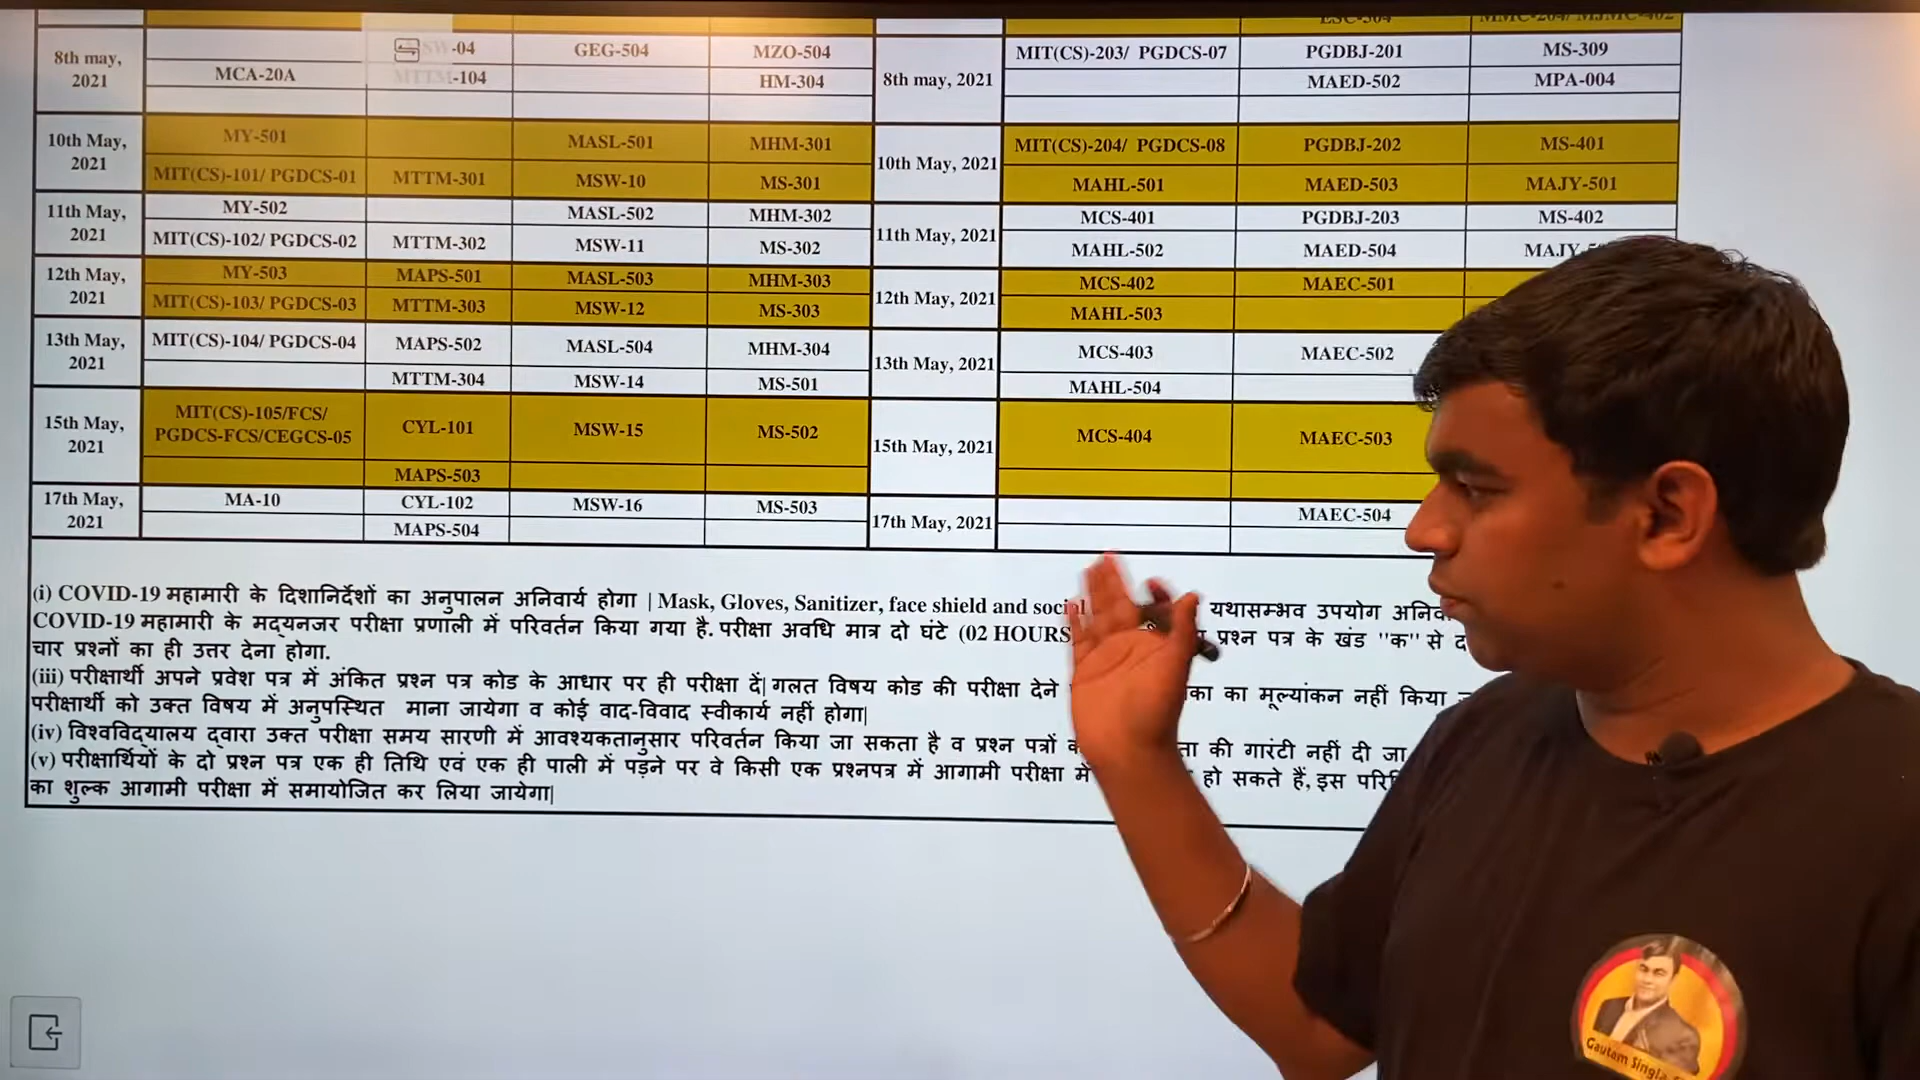 8th may, 2021
-04 GEG-504 MZO-504
MCA-20A -104 HM-304
8th may, 2021
MIT(CS)-203/ PGDCS-07 PGDBJ-201 MS-309
MAED-502 MPA-004
10th May, 2021
MY-501 MASL-501 MHM-301
MIT(CS)-101/ PGDCS-01 MTTM-301 MSW-10 MS-301
10th May, 2021
MIT(CS)-204/ PGDCS-08 PGDBJ-202 MS-401
MAHL-501 MAED-503 MAJY-501
11th May, 2021
MY-502 MASL-502 MHM-302
MIT(CS)-102/ PGDCS-02 MTTM-302 MSW-11 MS-302
11th May, 2021
MCS-401 PGDBJ-203 MS-402
MAHL-502 MAED-504
12th May, 2021
MY-503 MAPS-501 MASL-503 MHM-303
MIT(CS)-103/ PGDCS-03 MTTM-303 MSW-12 MS-303
12th May, 2021
MCS-402 MAEC-501
MAHL-503
13th May, 2021
MIT(CS)-104/ PGDCS-04 MAPS-502 MASL-504 MHM-304
MTTM-304 MSW-14 MS-501
13th May, 2021
MCS-403 MAEC-502
MAHL-504
15th May, 2021
MIT(CS)-105/FCS/ PGDCS-FCS/CEGCS-05 CYL-101 MSW-15 MS-502
MAPS-503
15th May, 2021
MCS-404 MAEC-503
17th May, 2021
MA-10 CYL-102 MSW-16 MS-503
MAPS-504
17th May, 2021
MAEC-504
(i) COVID-19 महामारी के दिशानिर्देशों का अनुपालन अनिवार्य होगा | Mask, Gloves, Sanitizer, face shield and यथासम्भव उपयोग
COVID-19 महामारी के मद्यनजर परीक्षा प्रणाली में परिवर्तन किया गया है. परीक्षा अवधि मात्र दो घंटे (02 HOURS प्रश्न पत्र के खंड "क" से
चार प्रश्नों का ही उत्तर देना होगा.
(iii) परीक्षार्थी अपने प्रवेश पत्र में अंकित प्रश्न पत्र कोड के आधार पर ही परीक्षा दें| गलत विषय कोड की परीक्षा देने का मूल्यांकन नहीं किया
परीक्षार्थी को उक्त विषय में अनुपस्थित माना जायेगा व कोई वाद-विवाद स्वीकार्य नहीं होगा|
(iv) विश्वविद्यालय द्वारा उक्त परीक्षा समय सारणी में आवश्यकतानुसार परिवर्तन किया जा सकता है व प्रश्न पत्रों की गारंटी नहीं दी जा
(v) परीक्षार्थियों के दो प्रश्न पत्र एक ही तिथि एवं एक ही पाली में पड़ने पर वे किसी एक प्रश्नपत्र में आगामी परीक्षा में हो सकते हैं, इस
का शुल्क आगामी परीक्षा में समायोजित कर लिया जायेगा|
Gautam Singla